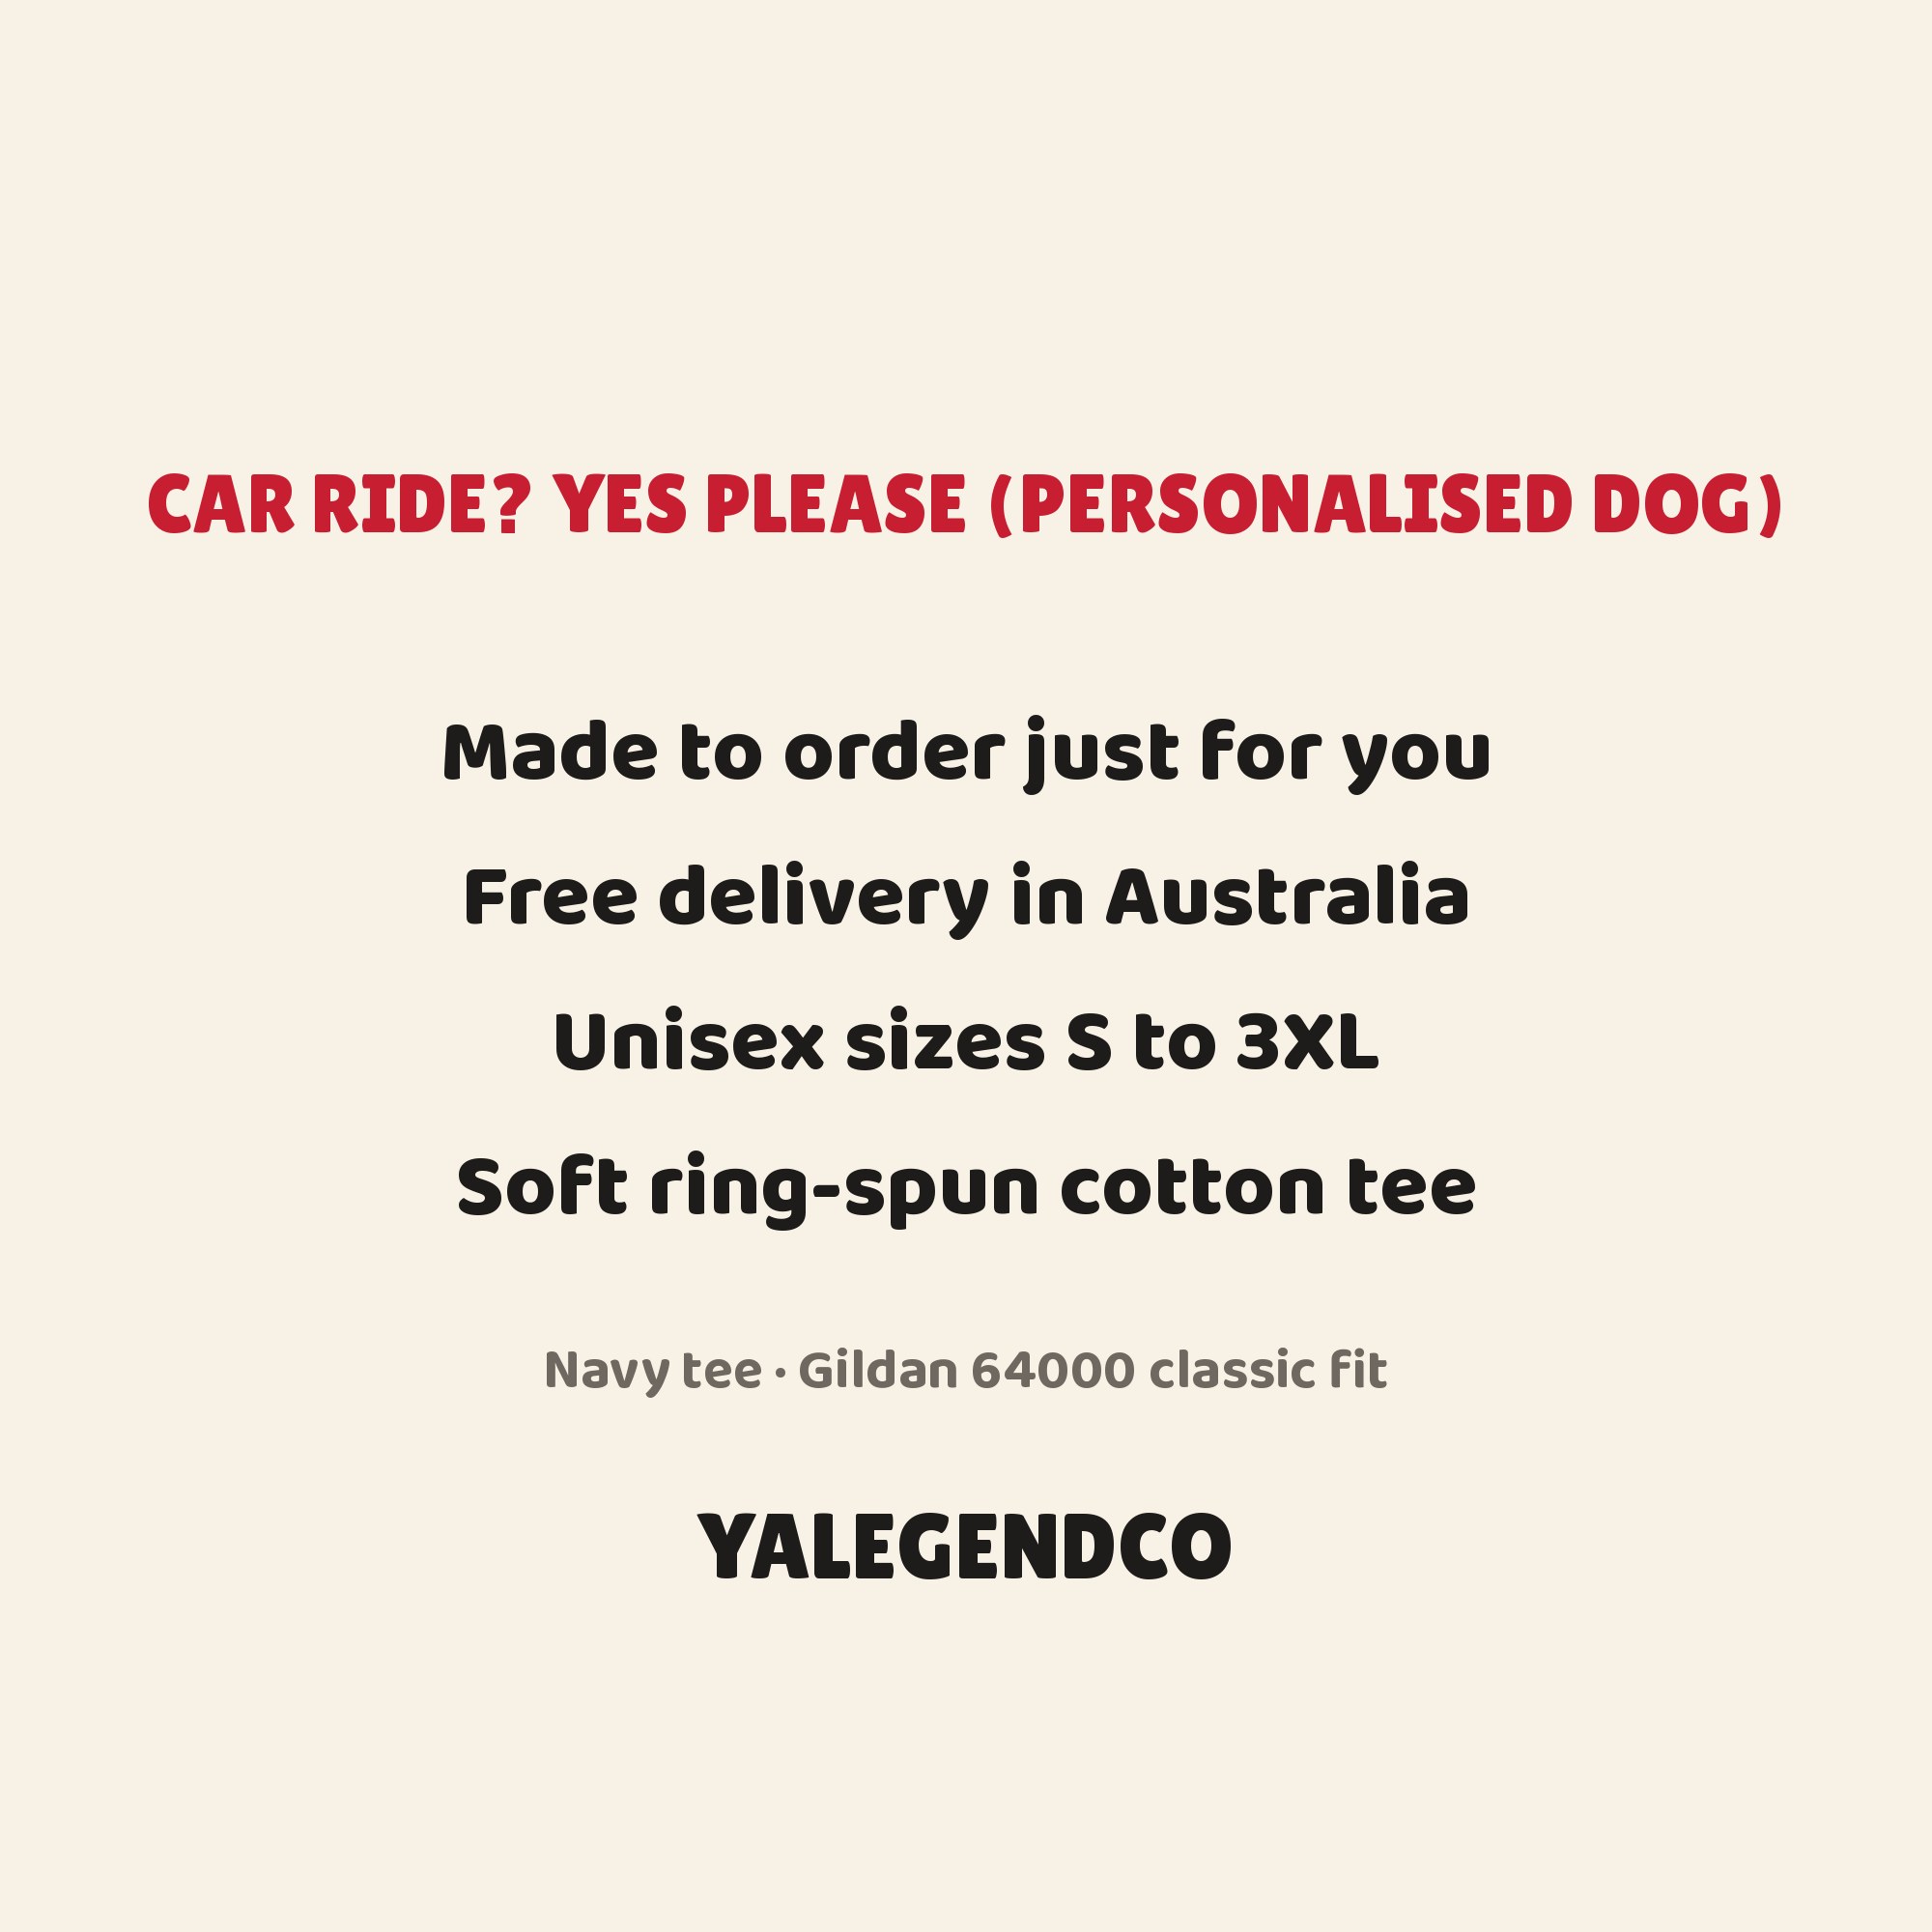 CAR RIDE? YES PLEASE (PERSONALISED DOG)
Made to order just for you
Free delivery in Australia
Unisex sizes S to 3XL
Soft ring-spun cotton tee
Navy tee · Gildan 64000 classic fit
YALEGENDCO